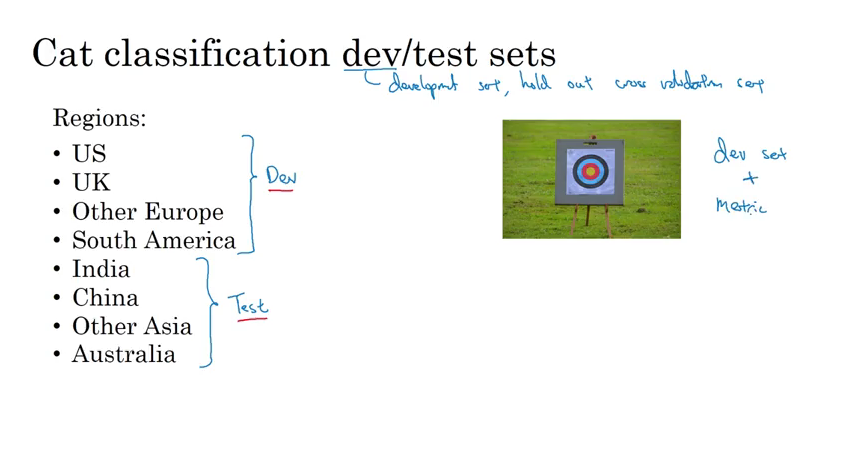 Cat classification dev/test sets
development set, hold out cross validation set
Regions:
• US
• UK
• Other Europe
• South America
• India
• China
• Other Asia
• Australia
Dev
Test
dev set
+
metric